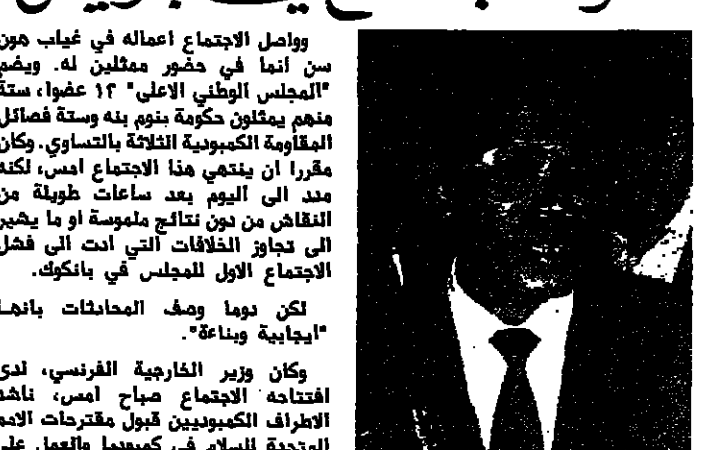 وواصل الاجتماع اعماله في غياب هون
سن انما في حضور ممثلين له. ويضم
"المجلس الوطني الاعلى" ١٢ عضوا، ستة
منهم يمثلون حكومة بنوم بنه وستة فصائل
المقاومة الكمبودية الثلاثة بالتساوي. وكان
مقررا ان ينتهي هذا الاجتماع امس، لكنه
مدد الى اليوم بعد ساعات طويلة من
النقاش من دون نتائج ملموسة او ما يشير
الى تجاوز الخلافات التي ادت الى فشل
الاجتماع الاول للمجلس في بانكوك.
لكن دوما وصف المحادثات بانها
"ايجابية وبناءة".
وكان وزير الخارجية الفرنسي، لدى
افتتاحه الاجتماع صباح امس، ناشد
الاطراف الكمبوديين قبول مقترحات الامم
المتحدة للسلام في كمبوديا والعمل على